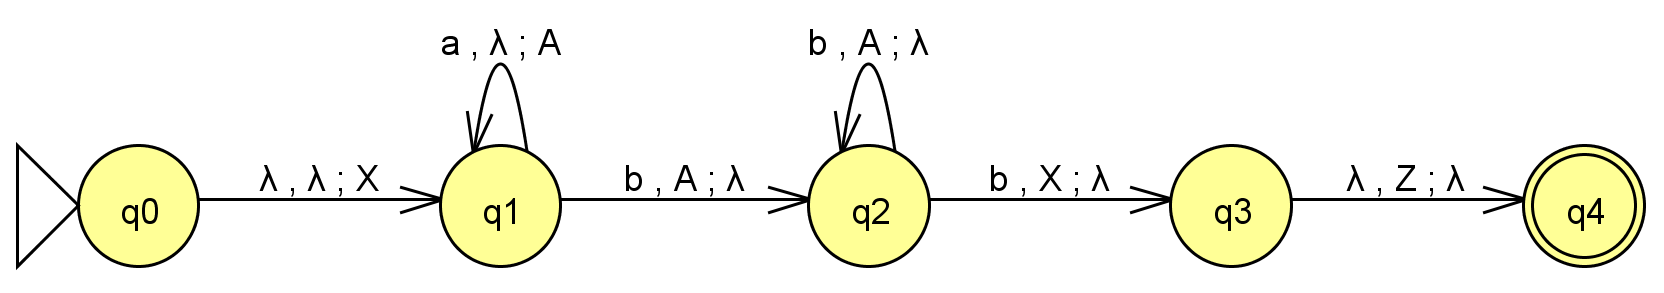 a , λ ; A
b , A ; λ
λ , λ ; X
b , A ; λ
b , X ; λ
λ , Z ; λ
q0
q1
q2
q3
q4